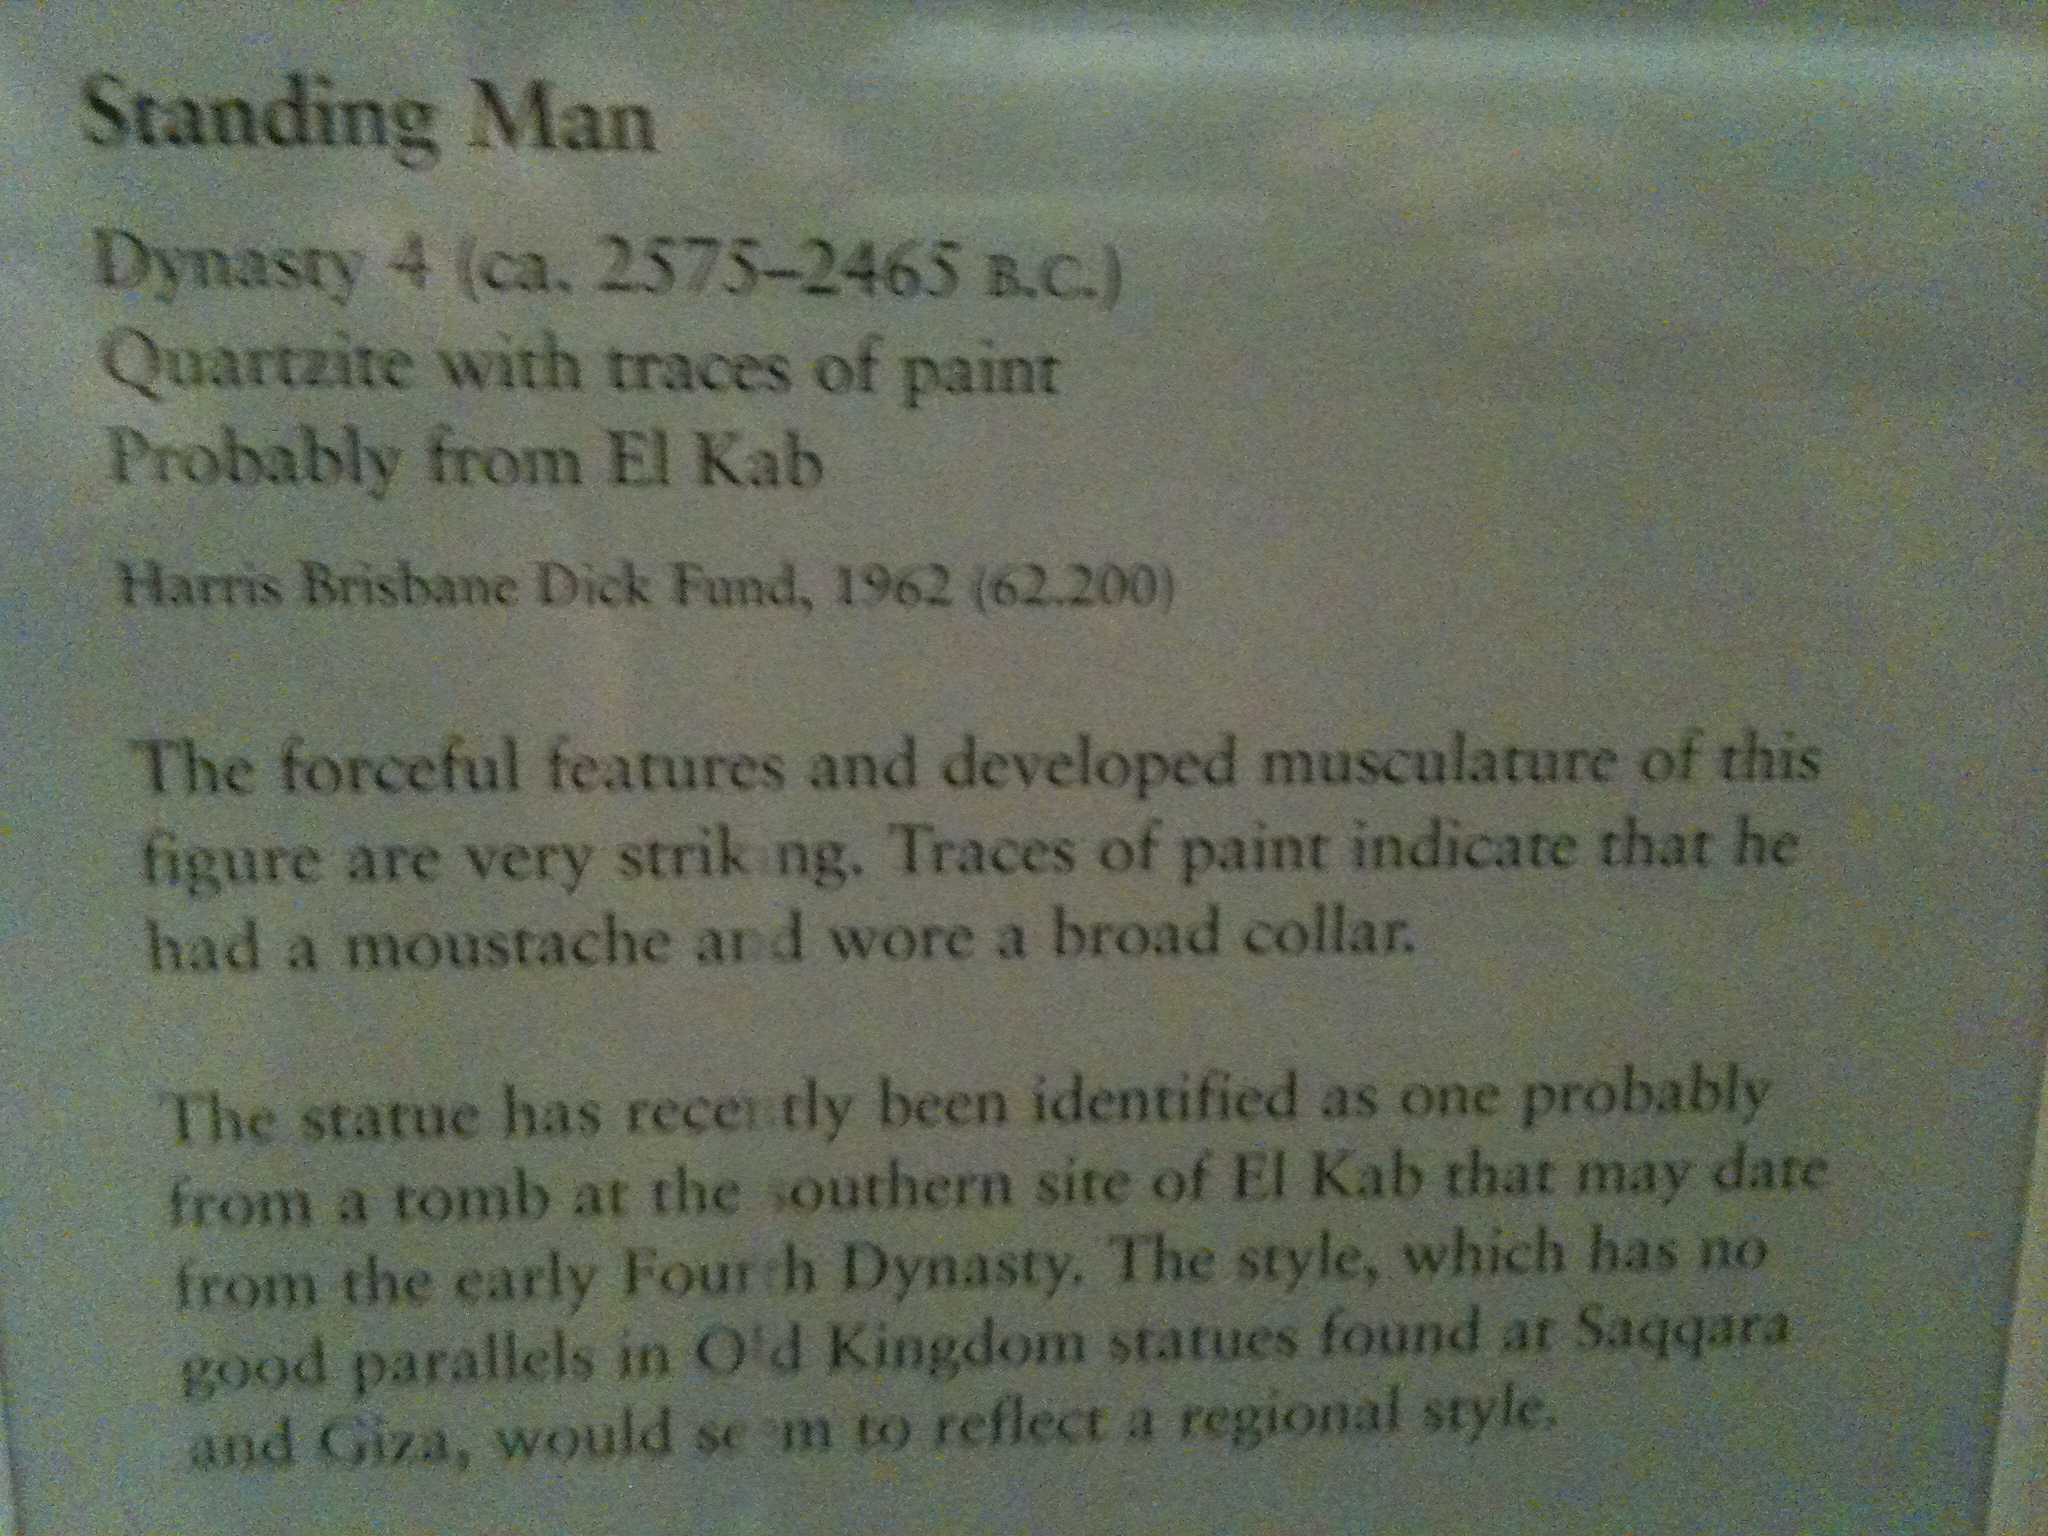 Standing Man
Dynasty 4 (ca. 2575–2465 B.C.)
Quartzite with traces of paint
Probably from El Kab
Harris Brisbane Dick Fund, 1962 (62.200)
The forceful features and developed musculature of this
figure are very striking. Traces of paint indicate that he
had a moustache and wore a broad collar.
The statue has recently been identified as one probably
from a tomb at the southern site of El Kab that may date
from the early Fourth Dynasty. The style, which has no
good parallels in Old Kingdom statues found at Saqqara
and Giza, would seem to reflect a regional style.